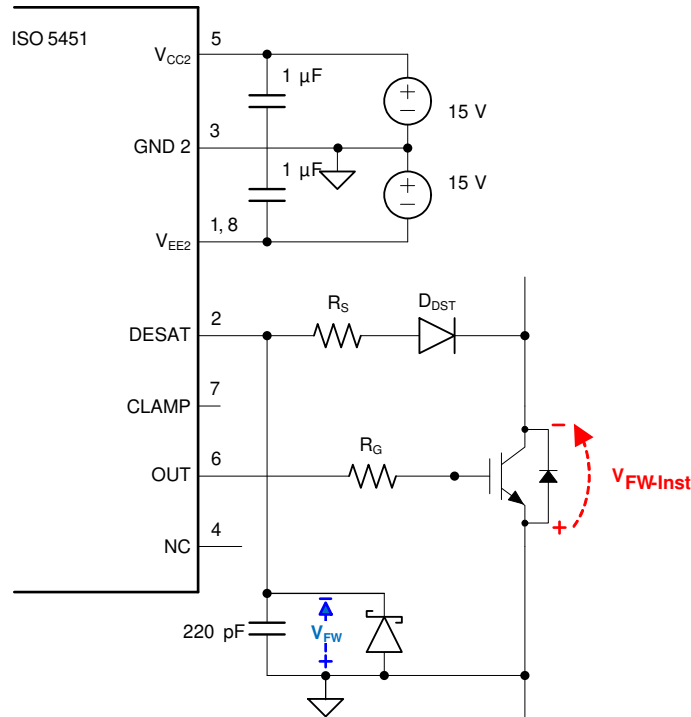 ISO 5451
5
V_CC2
1 µF
+
−
15 V
3
GND 2
1 µF
+
−
15 V
1, 8
V_EE2
R_S
D_DST
2
DESAT
7
CLAMP
−
R_G
6
OUT
V_FW-Inst
+
4
NC
−
220 pF
V_FW
+